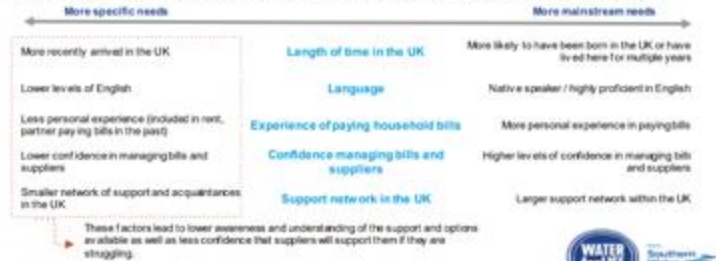 More specific needs
More mainstream needs
More recently arrived in the UK
Length of time in the UK
More likely to have been born in the UK or have
lived here for multiple years
Lower levels of English
Language
Native speaker / highly proficient in English
Less personal experience (included in rent,
partner paying bills in the past)
Experience of paying household bills
More personal experience in paying bills
Lower confidence in managing bills and
suppliers
Confidence managing bills and
suppliers
Higher levels of confidence in managing bills
and suppliers
Smaller network of support and acquaintances
in the UK
Support network in the UK
Larger support network within the UK
These factors lead to lower awareness and understanding of the support and options
available as well as less confidence that suppliers will support them if they are
struggling.
WATER
Southern